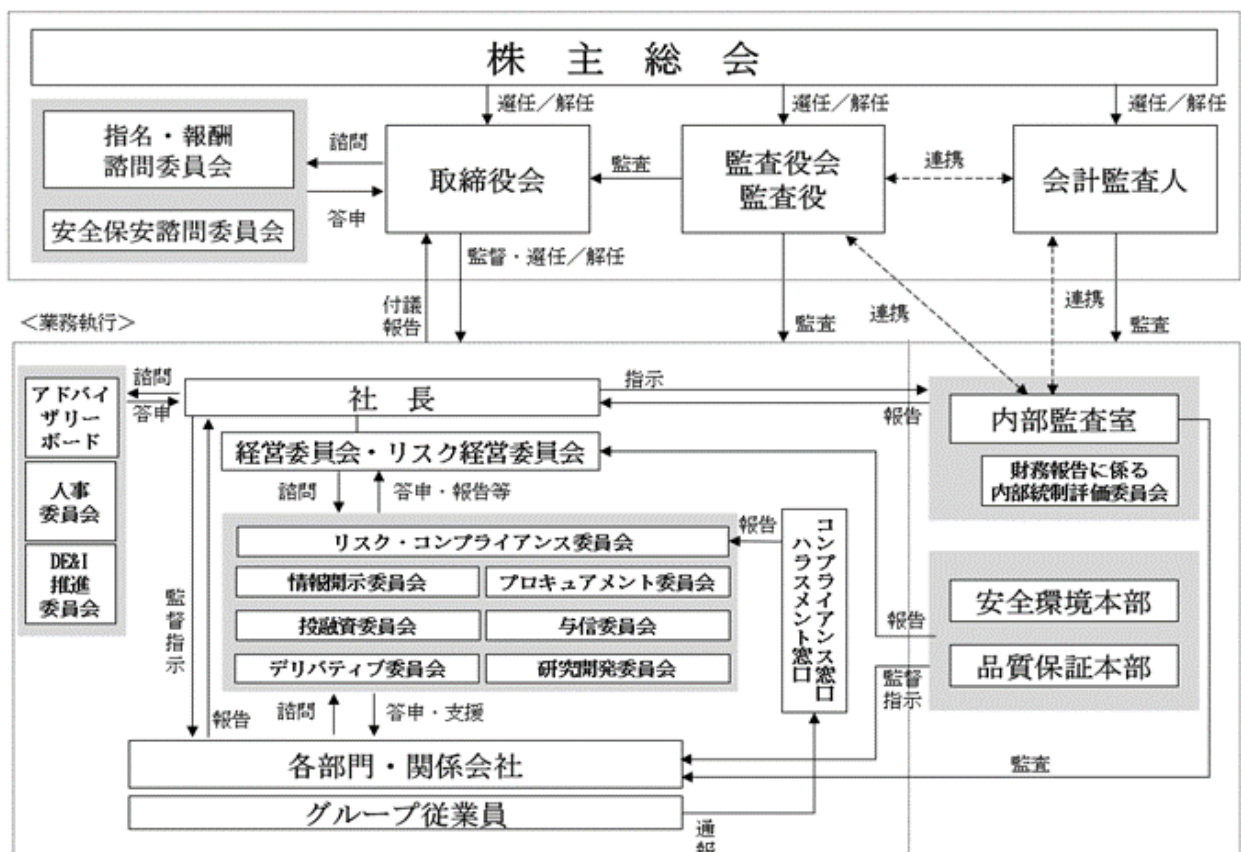 株主総会
選任／解任
選任／解任
選任／解任
指名・報酬
諮問委員会
安全保安諮問委員会
諮問
答申
取締役会
監査
監査役会
監査役
連携
会計監査人
監督・選任／解任
付議
報告
監査
連携
連携
監査
＜業務執行＞
アドバイ
ザリー
ボード
人事
委員会
DE&I
推進
委員会
諮問
答申
社長
指示
報告
内部監査室
財務報告に係る
内部統制評価委員会
経営委員会・リスク経営委員会
諮問
答申・報告等
リスク・コンプライアンス委員会
情報開示委員会
プロキュアメント委員会
投融資委員会
与信委員会
デリバティブ委員会
研究開発委員会
報告
コンプライアンス窓口
ハラスメント窓口
安全環境本部
品質保証本部
報告
監督
指示
監督
指示
報告
諮問
答申・支援
各部門・関係会社
監査
グループ従業員
通
報